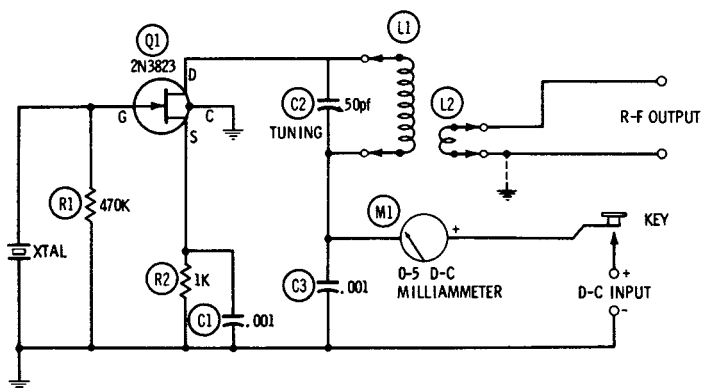 Q1
2N3823
D
G
C
S
R1
470K
XTAL
R2
1K
C1
.001
C2
50pf
TUNING
L1
L2
R-F OUTPUT
M1
+
0-5 D-C
MILLIAMMETER
C3
.001
KEY
+
D-C INPUT
-